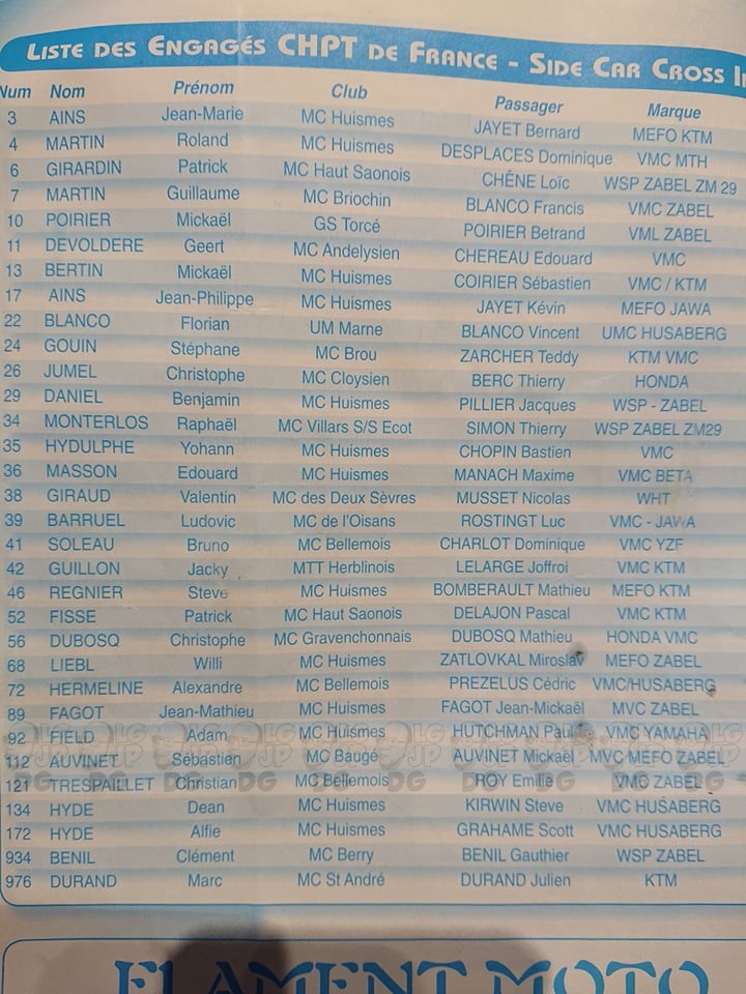 LISTE DES ENGAGÉS CHPT DE FRANCE - SIDE CAR CROSS
Num Nom Prénom Club Passager Marque
3 AINS Jean-Marie MC Huismes JAYET Bernard MEFO KTM
4 MARTIN Roland MC Huismes DESPLACES Dominique VMC MTH
6 GIRARDIN Patrick MC Haut Saonois CHÊNE Loïc WSP ZABEL ZM 29
7 MARTIN Guillaume MC Briochin BLANCO Francis VMC ZABEL
10 POIRIER Mickaël GS Torcé POIRIER Betrand VML ZABEL
11 DEVOLDERE Geert MC Andelysien CHEREAU Edouard VMC
13 BERTIN Mickaël MC Huismes COIRIER Sébastien VMC / KTM
17 AINS Jean-Philippe MC Huismes JAYET Kévin MEFO JAWA
22 BLANCO Florian UM Marne BLANCO Vincent UMC HUSABERG
24 GOUIN Stéphane MC Brou ZARCHER Teddy KTM VMC
26 JUMEL Christophe MC Cloysien BERC Thierry HONDA
29 DANIEL Benjamin MC Huismes PILLIER Jacques WSP - ZABEL
34 MONTERLOS Raphaël MC Villars S/S Ecot SIMON Thierry WSP ZABEL ZM29
35 HYDULPHE Yohann MC Huismes CHOPIN Bastien VMC
36 MASSON Edouard MC Huismes MANACH Maxime VMC BETA
38 GIRAUD Valentin MC des Deux Sèvres MUSSET Nicolas WHT
39 BARRUEL Ludovic MC de l'Oisans ROSTINGT Luc VMC - JAWA
41 SOLEAU Bruno MC Bellemois CHARLOT Dominique VMC YZF
42 GUILLON Jacky MTT Herblinois LELARGE Joffroi VMC KTM
46 REGNIER Steve MC Huismes BOMBERAULT Mathieu MEFO KTM
52 FISSE Patrick MC Haut Saonois DELAJON Pascal VMC KTM
56 DUBOSQ Christophe MC Gravenchonnais DUBOSQ Mathieu HONDA VMC
68 LIEBL Willi MC Huismes ZATLOVKAL Miroslav MEFO ZABEL
72 HERMELINE Alexandre MC Bellemois PREZELUS Cédric VMC/HUSABERG
89 FAGOT Jean-Mathieu MC Huismes FAGOT Jean-Mickaël MVC ZABEL
92 FIELD Adam MC Huismes HUTCHMAN Paul VMC YAMAHA
112 AUVINET Sébastien MC Baugé AUVINET Mickaël MVC MEFO ZABEL
121 TRESPAILLET Christian MC Bellemois ROY Emile VMC ZABEL
134 HYDE Dean MC Huismes KIRWIN Steve VMC HUSABERG
172 HYDE Alfie MC Huismes GRAHAME Scott VMC HUSABERG
934 BENIL Clément MC Berry BENIL Gauthier WSP ZABEL
976 DURAND Marc MC St André DURAND Julien KTM
FLAMENT MOTO